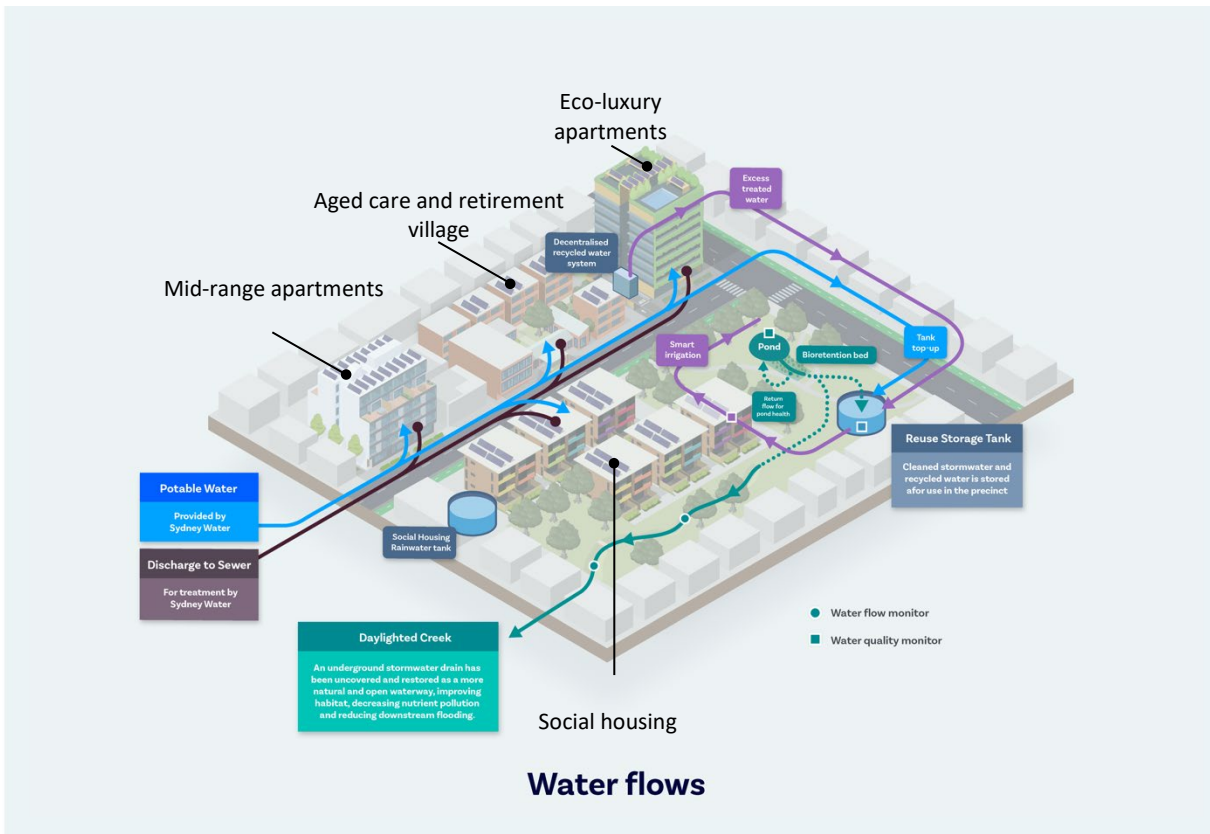 Eco-luxury
apartments
Aged care and retirement
village
Mid-range apartments
Excess
treated
water
Decentralised
recycled water
system
Smart
irrigation
Pond
Bioretention bed
Tank
top-up
Return
flow for
pond health
Reuse Storage Tank
Cleaned stormwater and
recycled water is stored
afor use in the precinct
Potable Water
Provided by
Sydney Water
Discharge to Sewer
For treatment by
Sydney Water
Social Housing
Rainwater tank
Daylighted Creek
An underground stormwater drain has
been uncovered and restored as a more
natural and open waterway, improving
habitat, decreasing nutrient pollution
and reducing downstream flooding.
Water flow monitor
Water quality monitor
Social housing
Water flows